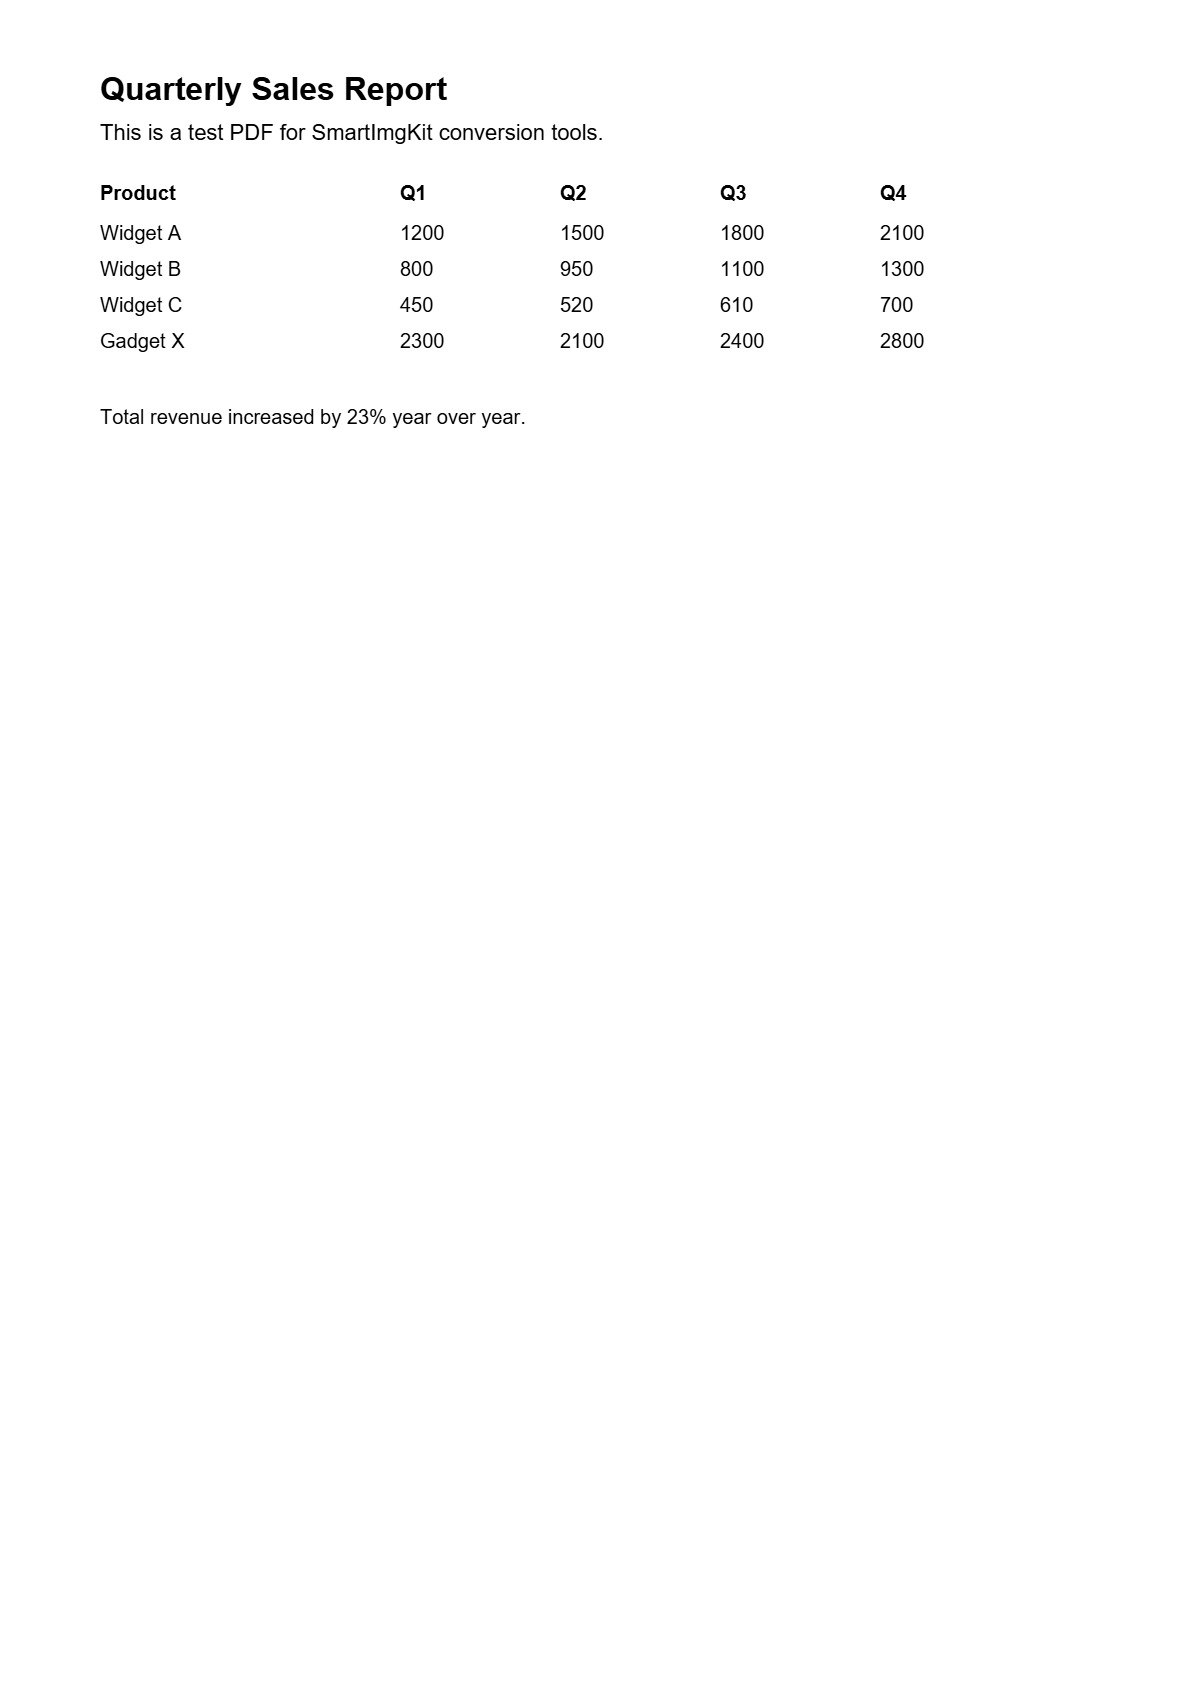 Quarterly Sales Report
This is a test PDF for SmartImgKit conversion tools.
Product Q1 Q2 Q3 Q4
Widget A 1200 1500 1800 2100
Widget B 800 950 1100 1300
Widget C 450 520 610 700
Gadget X 2300 2100 2400 2800
Total revenue increased by 23% year over year.